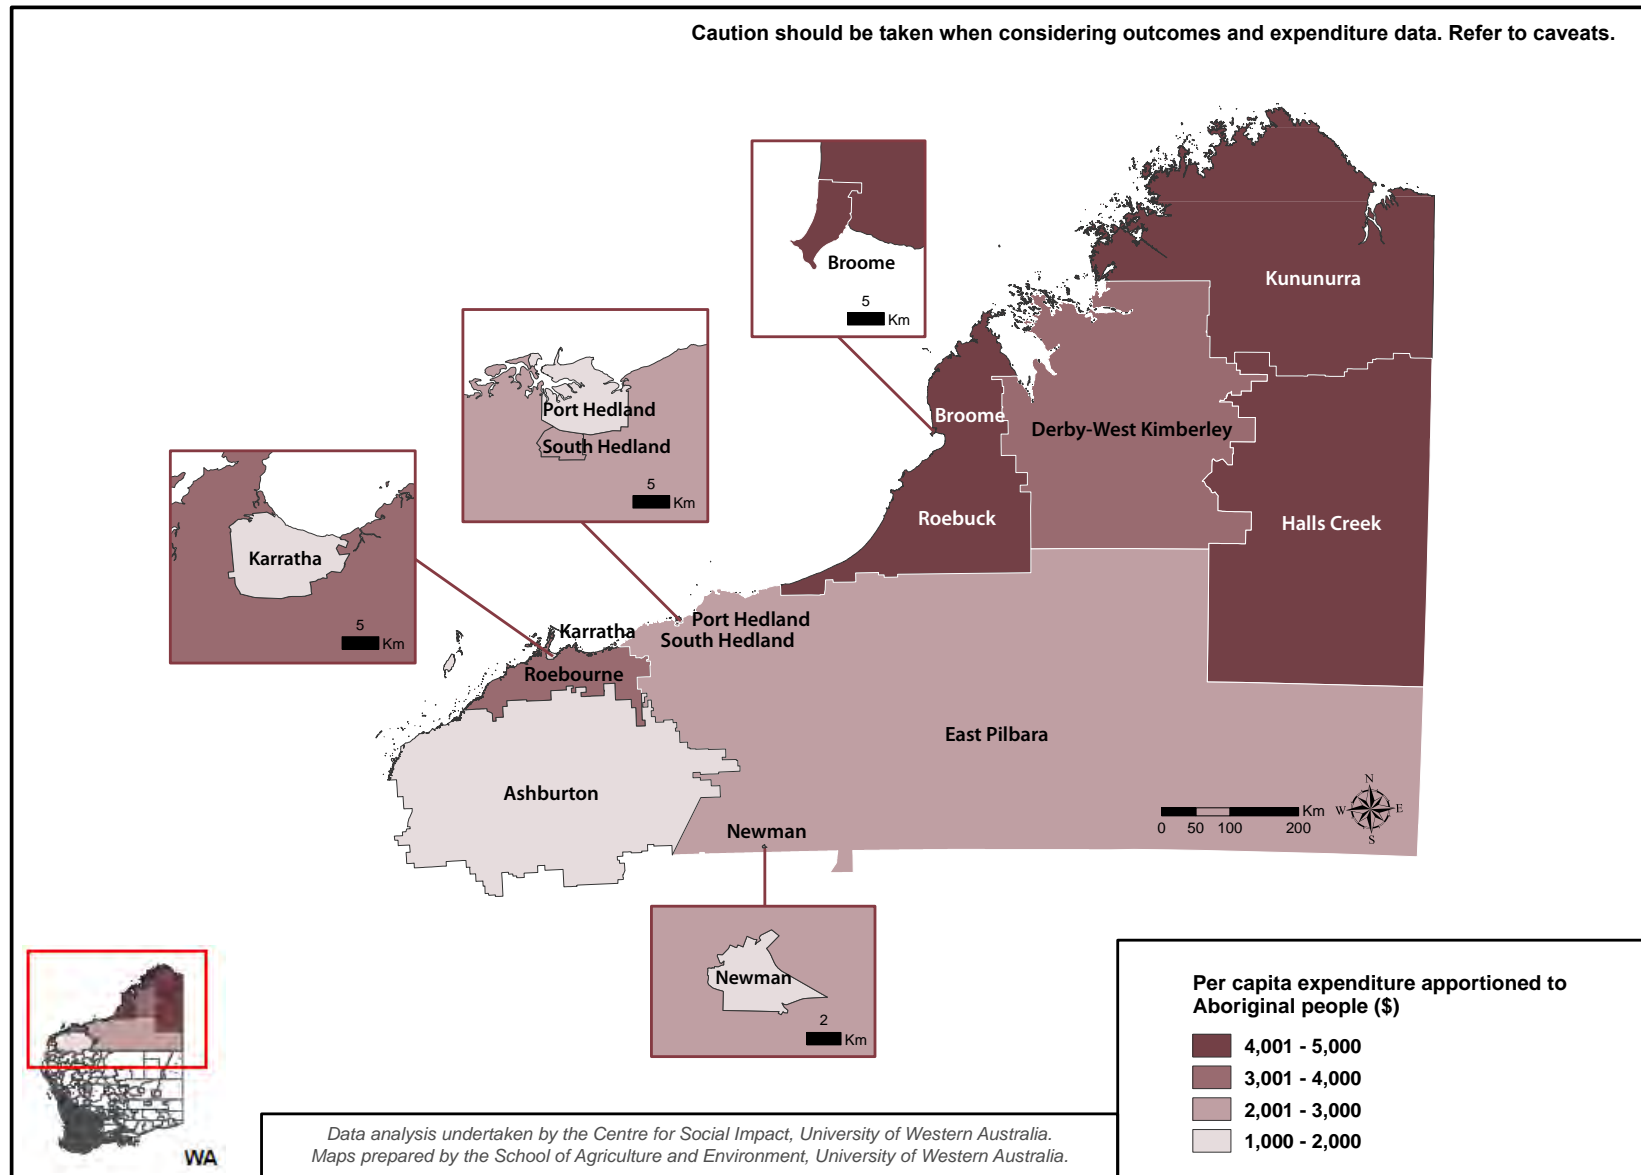 Caution should be taken when considering outcomes and expenditure data. Refer to caveats.
Broome
5
Km
Kununurra
Port Hedland
South Hedland
5
Km
Broome
Derby-West Kimberley
Karratha
5
Km
Roebuck
Halls Creek
Port Hedland
Karratha
South Hedland
Roebourne
East Pilbara
Ashburton
Newman
Km
0 50 100 200
N
W E
S
Newman
2
Km
WA
Per capita expenditure apportioned to
Aboriginal people ($)
4,001 - 5,000
3,001 - 4,000
2,001 - 3,000
1,000 - 2,000
Data analysis undertaken by the Centre for Social Impact, University of Western Australia.
Maps prepared by the School of Agriculture and Environment, University of Western Australia.